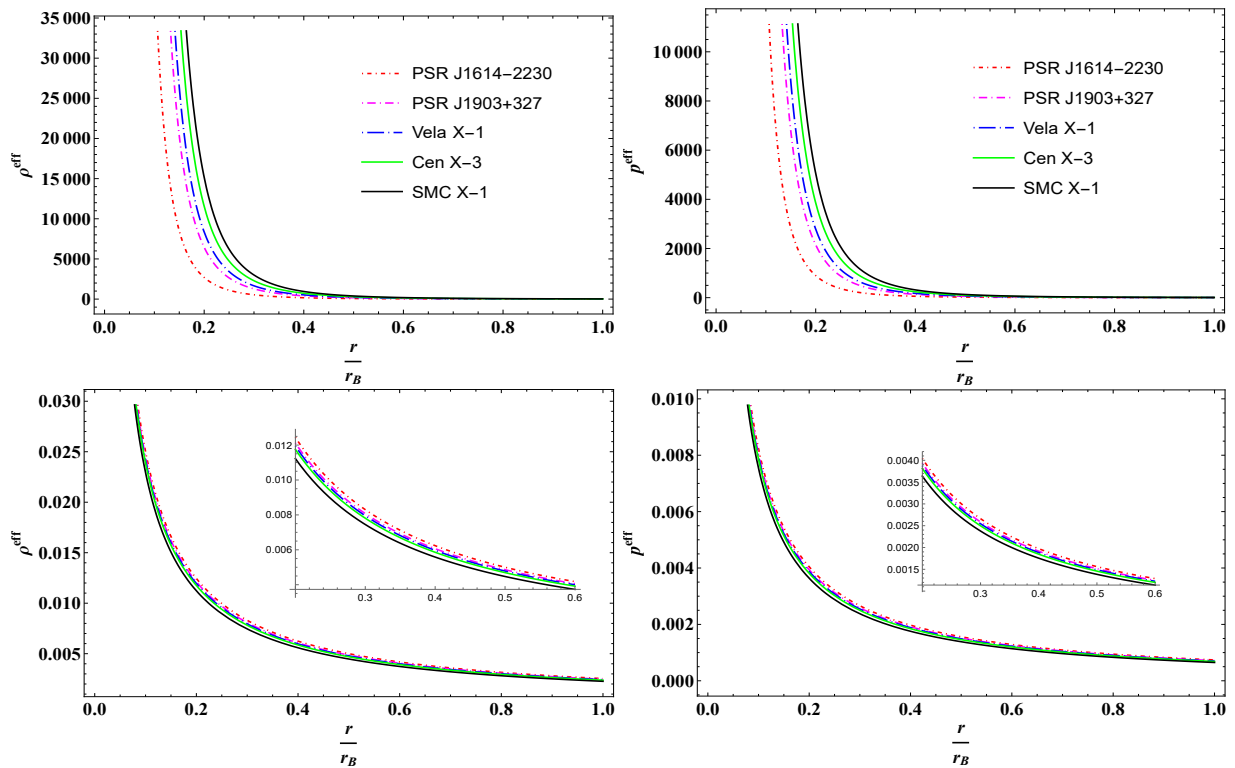 35 000
30 000
25 000
20 000
15 000
10 000
5000
0
ρ^eff
PSR J1614−2230
PSR J1903+327
Vela X−1
Cen X−3
SMC X−1
0.0 0.2 0.4 0.6 0.8 1.0
r
r_B
10 000
8000
6000
4000
2000
0
p^eff
PSR J1614−2230
PSR J1903+327
Vela X−1
Cen X−3
SMC X−1
0.0 0.2 0.4 0.6 0.8 1.0
r
r_B
0.030
0.025
0.020
0.015
0.010
0.005
ρ^eff
0.012
0.010
0.008
0.006
0.3 0.4 0.5 0.6
0.0 0.2 0.4 0.6 0.8 1.0
r
r_B
0.010
0.008
0.006
0.004
0.002
0.000
p^eff
0.0040
0.0035
0.0030
0.0025
0.0020
0.0015
0.3 0.4 0.5 0.6
0.0 0.2 0.4 0.6 0.8 1.0
r
r_B